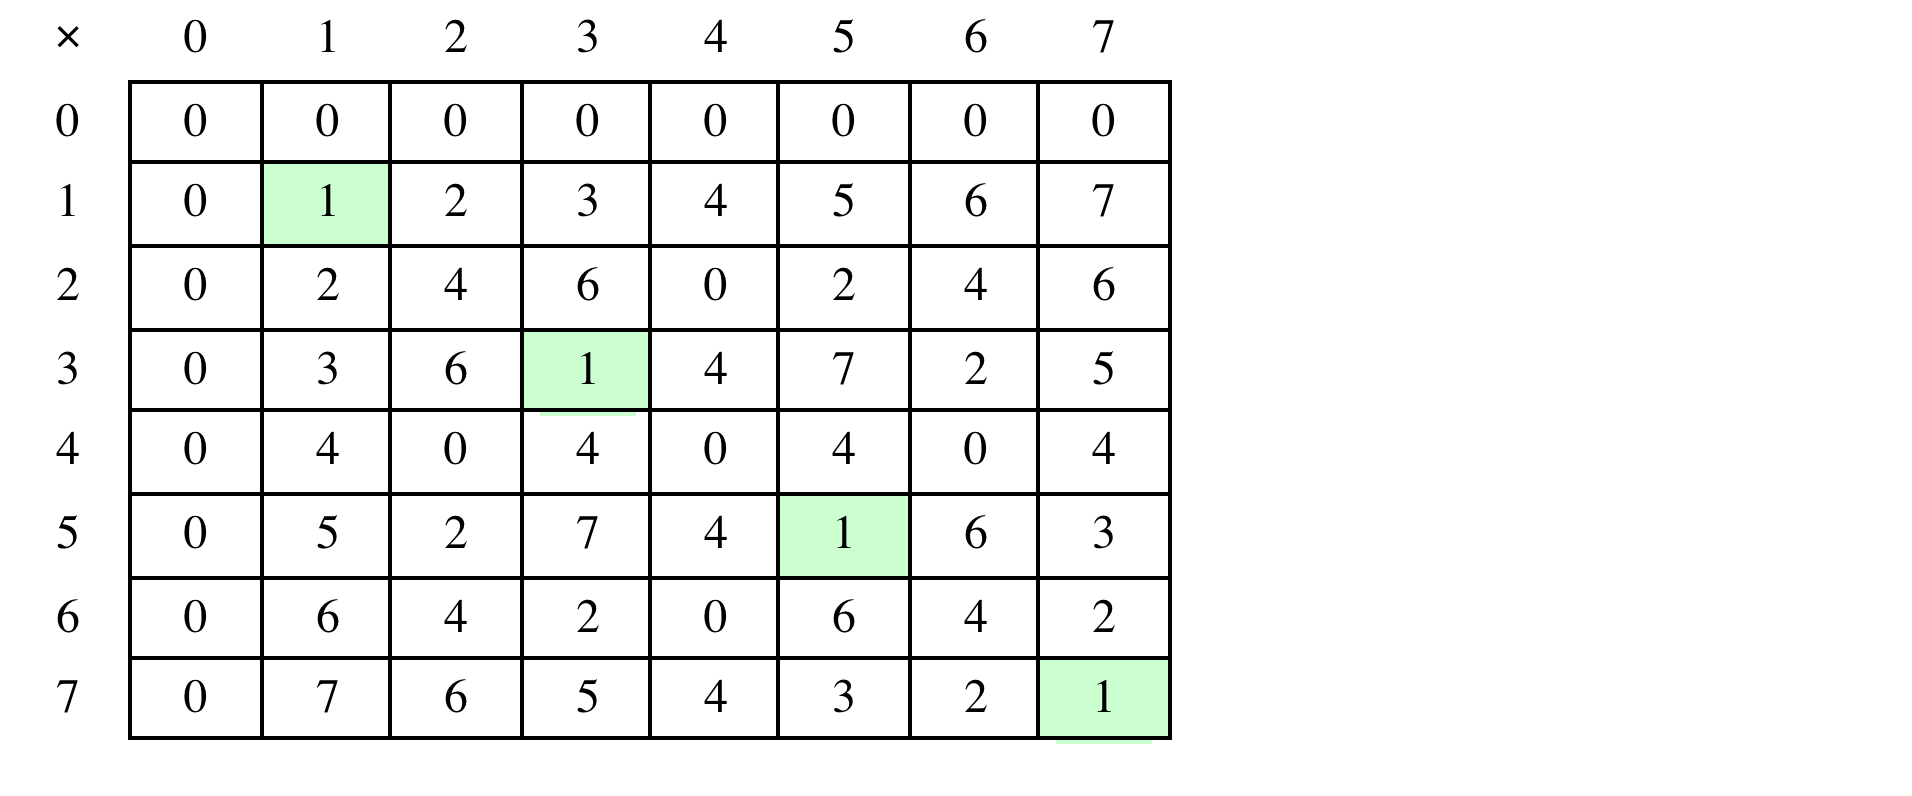 × 0 1 2 3 4 5 6 7
0 0 0 0 0 0 0 0 0
1 0 1 2 3 4 5 6 7
2 0 2 4 6 0 2 4 6
3 0 3 6 1 4 7 2 5
4 0 4 0 4 0 4 0 4
5 0 5 2 7 4 1 6 3
6 0 6 4 2 0 6 4 2
7 0 7 6 5 4 3 2 1